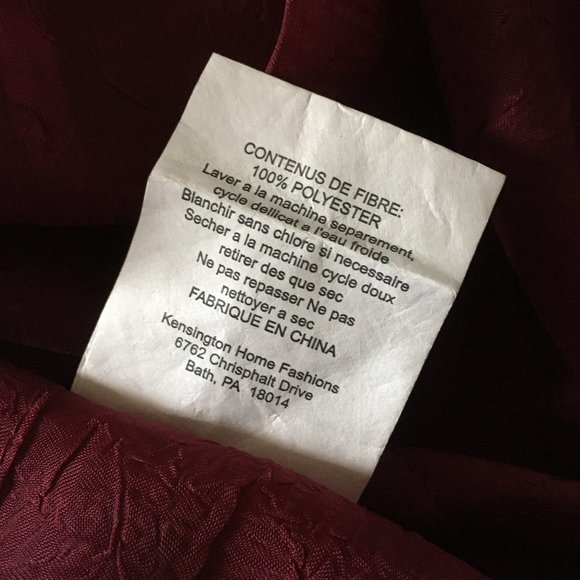 CONTENUS DE FIBRE:
100% POLYESTER
Laver a la machine separement,
cycle dellicat a l'eau froide
Blanchir sans chlore si necessaire
Secher a la machine cycle doux
retirer des que sec
Ne pas repasser Ne pas
nettoyer a sec
FABRIQUE EN CHINA
Kensington Home Fashions
6762 Chrisphalt Drive
Bath, PA 18014